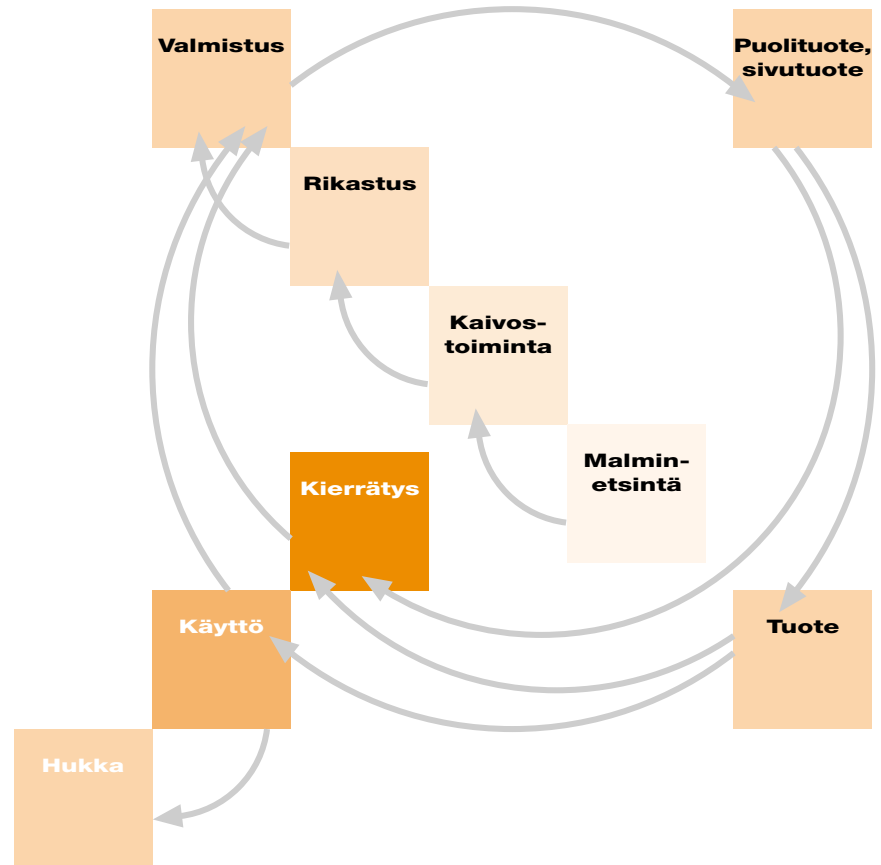 Valmistus
Puolituote,
sivutuote
Rikastus
Kaivos-
toiminta
Malmin-
etsintä
Kierrätys
Käyttö
Tuote
Hukka